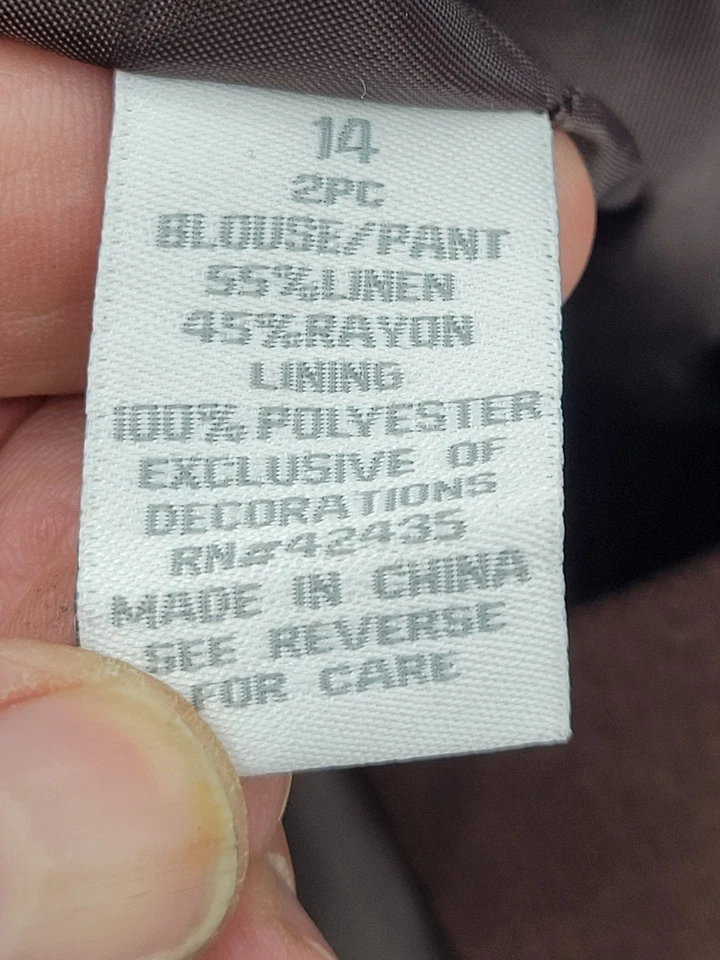 14
2PC
BLOUSE/PANT
55%LINEN
45%RAYON
LINING
100% POLYESTER
EXCLUSIVE OF
DECORATIONS
RN#42435
MADE IN CHINA
SEE REVERSE
FOR CARE